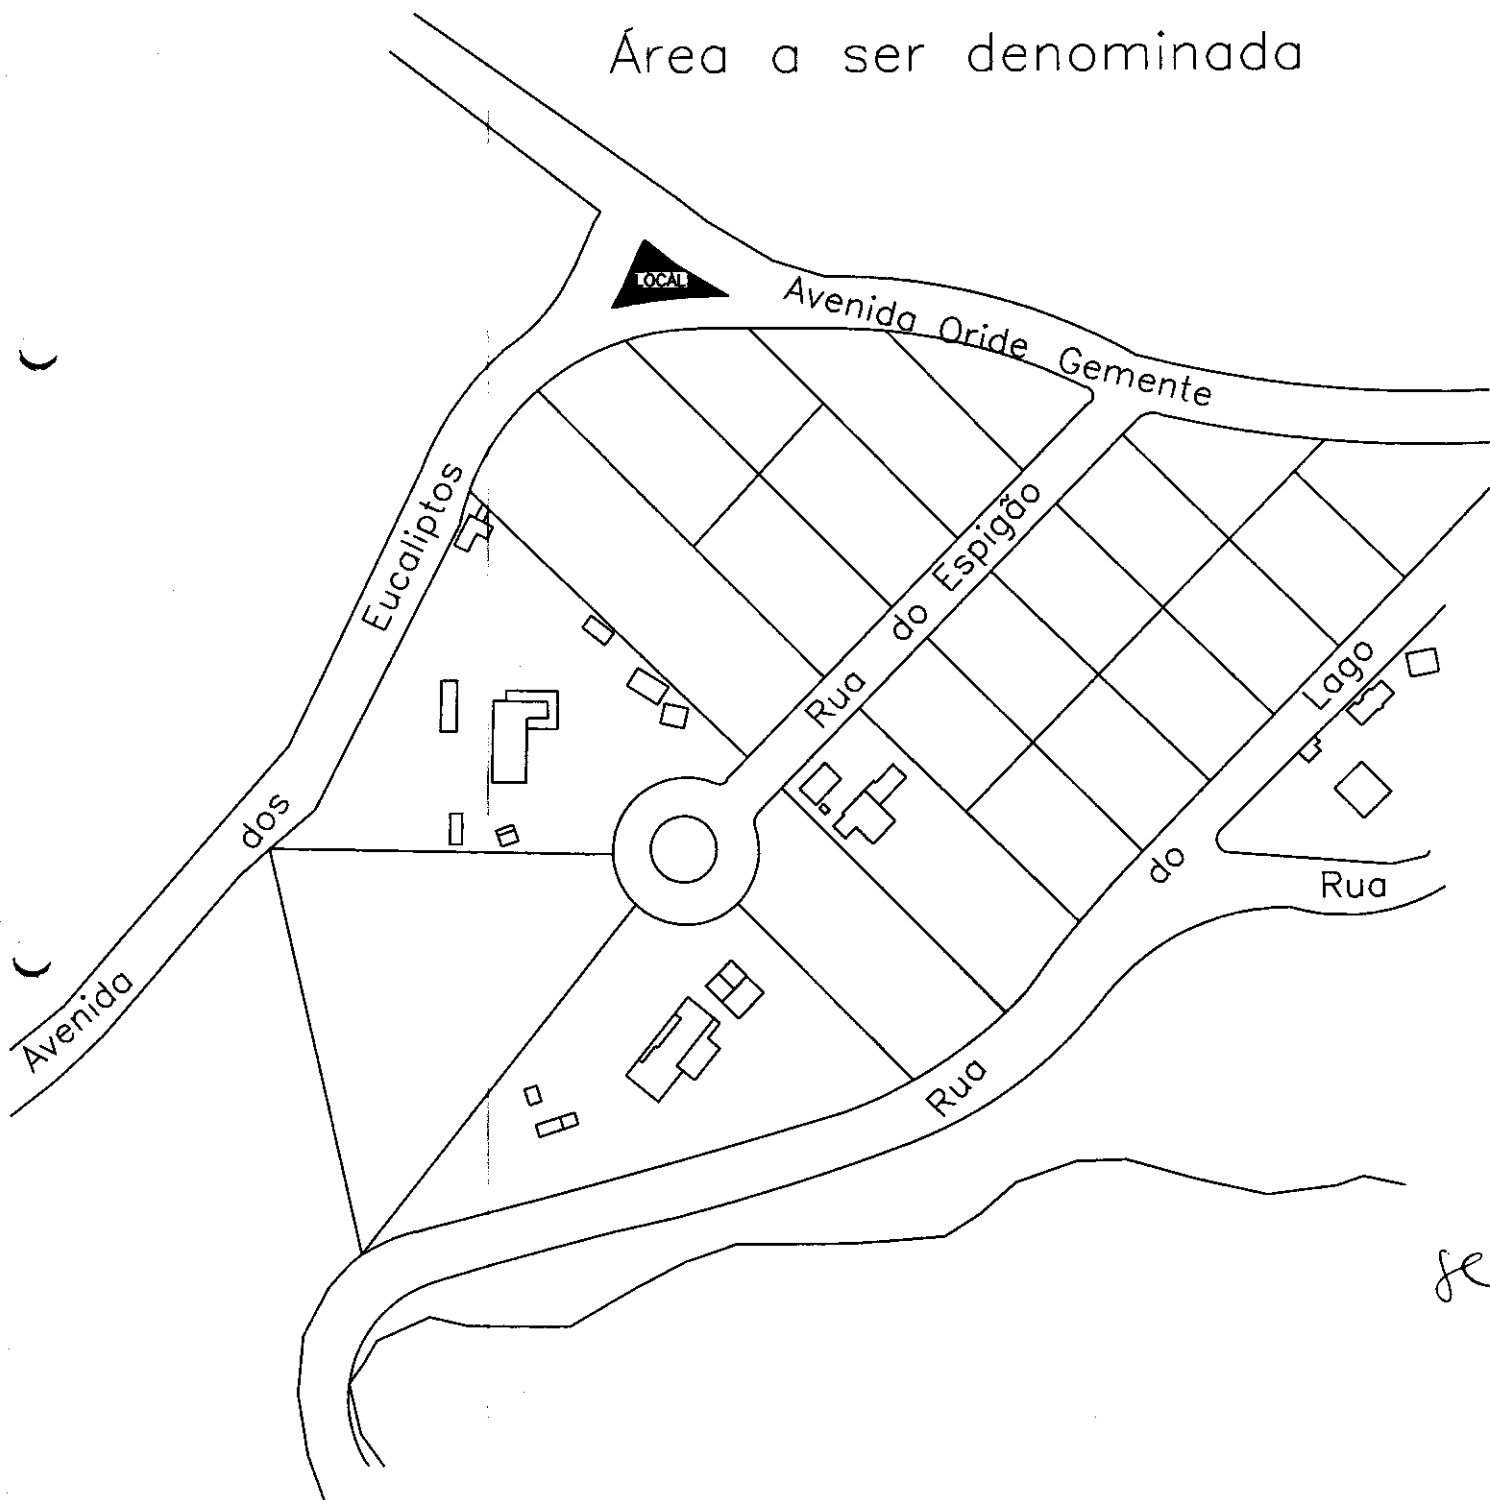 Área a ser denominada
LOCAL
Avenida Oride Gemente
Avenida dos Eucaliptos
Rua do Espigão
Rua do Lago
Rua